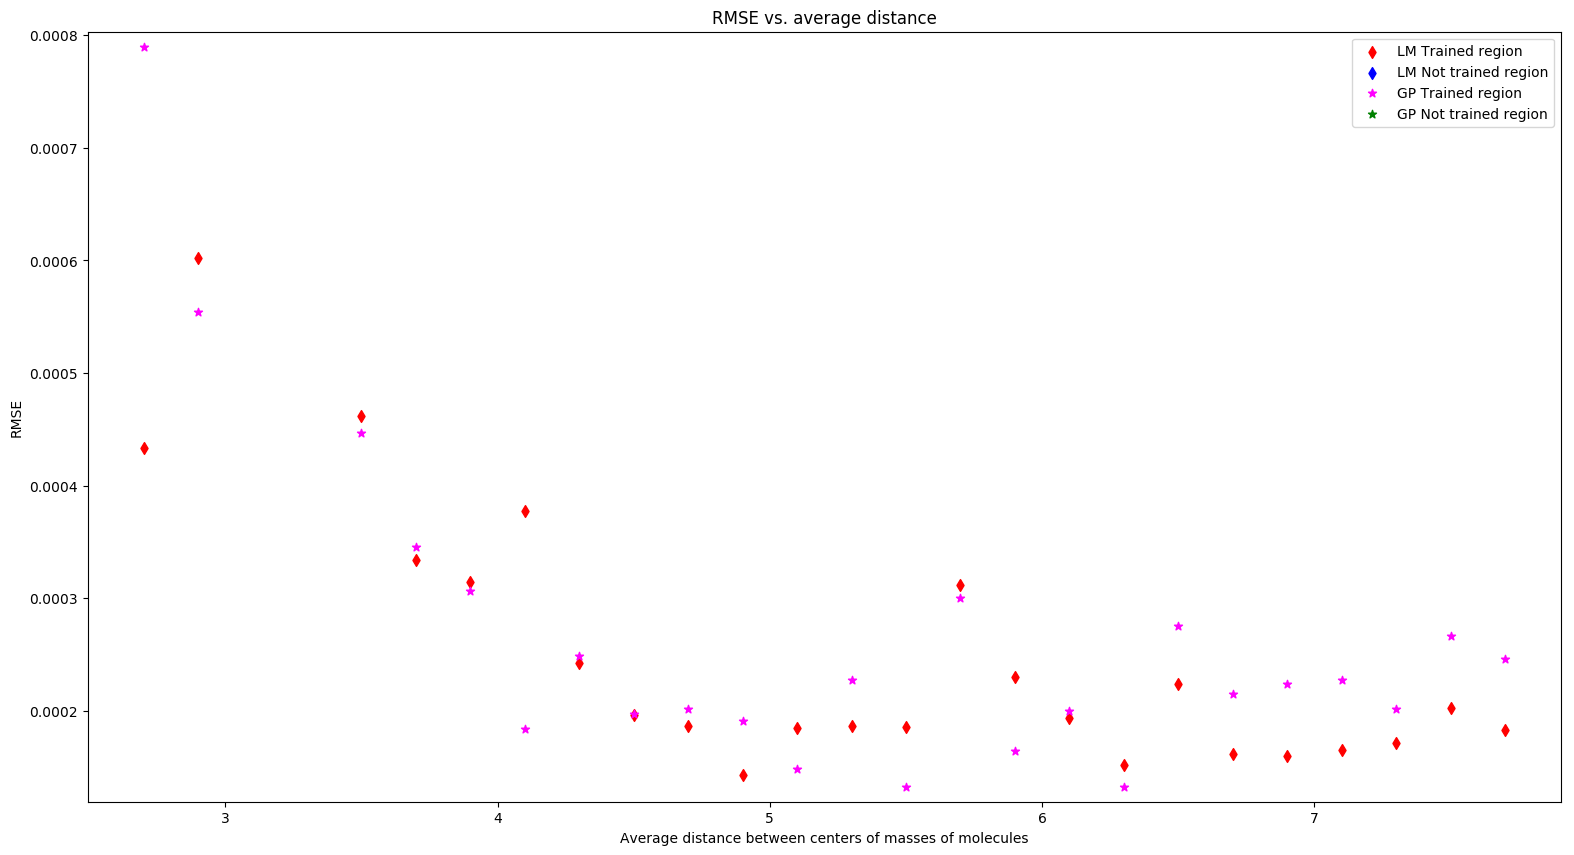 RMSE vs. average distance
LM Trained region
LM Not trained region
GP Trained region
GP Not trained region
0.0008
0.0007
0.0006
0.0005
0.0004
0.0003
0.0002
RMSE
3 4 5 6 7
Average distance between centers of masses of molecules